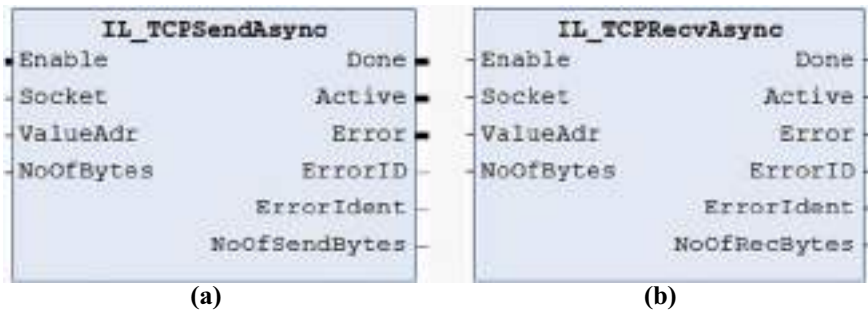 IL_TCPSendAsync
Enable Done
Socket Active
ValueAdr Error
NoOfBytes ErrorID
ErrorIdent
NoOfSendBytes
(a)
IL_TCPRecvAsync
Enable Done
Socket Active
ValueAdr Error
NoOfBytes ErrorID
ErrorIdent
NoOfRecBytes
(b)